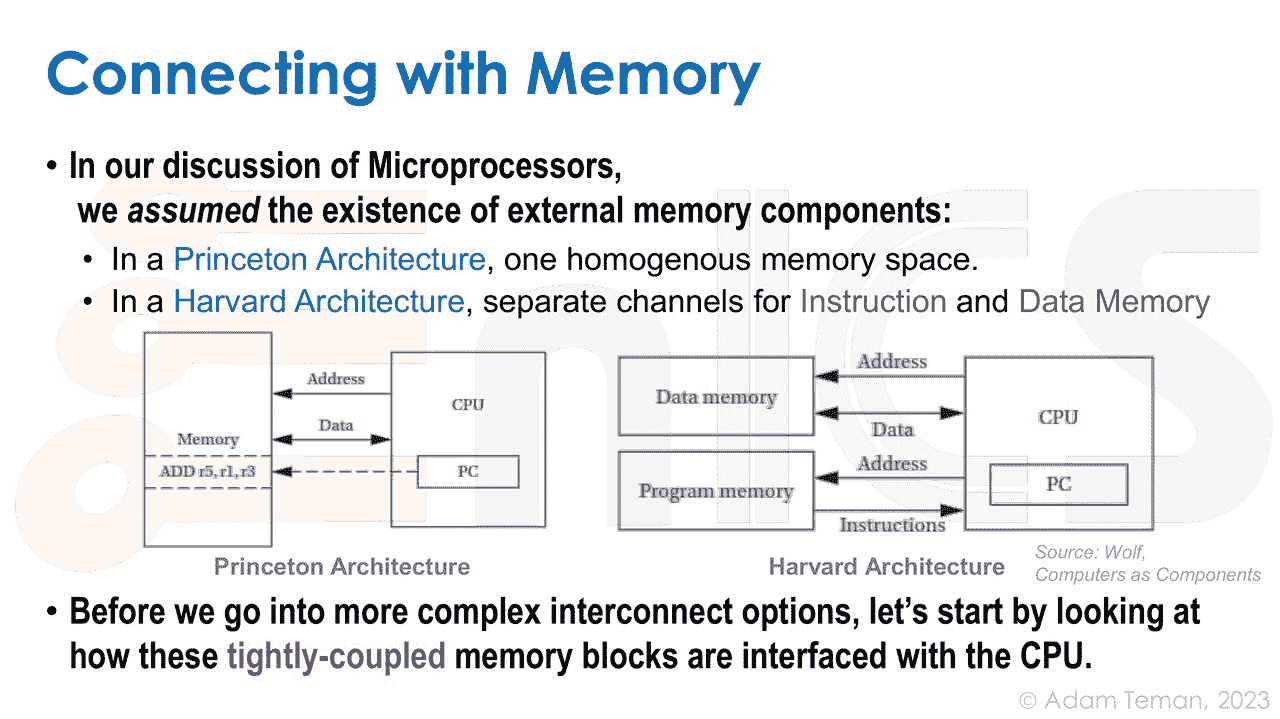 Connecting with Memory
• In our discussion of Microprocessors,
we assumed the existence of external memory components:
• In a Princeton Architecture, one homogenous memory space.
• In a Harvard Architecture, separate channels for Instruction and Data Memory
Address
CPU
Memory
Data
ADD r5, r1, r3
PC
Princeton Architecture
Data memory
Address
Data
CPU
Program memory
Address
PC
Instructions
Harvard Architecture
Source: Wolf,
Computers as Components
• Before we go into more complex interconnect options, let’s start by looking at
how these tightly-coupled memory blocks are interfaced with the CPU.
© Adam Teman, 2023
EnICS